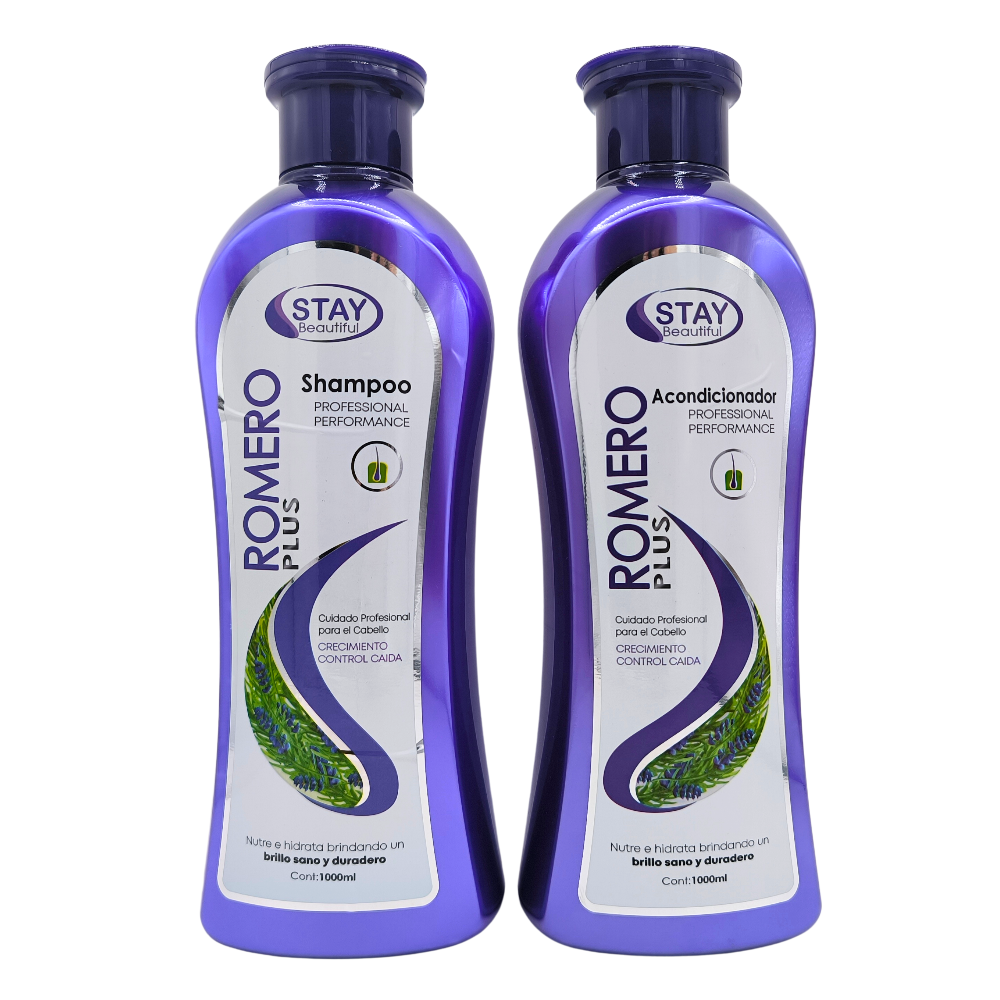 STAY
Beautiful
Shampoo
PROFESSIONAL
PERFORMANCE
ROMERO
PLUS
Cuidado Profesional
para el Cabello
CRECIMIENTO
CONTROL CAIDA
Nutre e hidrata brindando un
brillo sano y duradero
Cont:1000ml
STAY
Beautiful
Acondicionador
PROFESSIONAL
PERFORMANCE
ROMERO
PLUS
Cuidado Profesional
para el Cabello
CRECIMIENTO
CONTROL CAIDA
Nutre e hidrata brindando un
brillo sano y duradero
Cont:1000ml